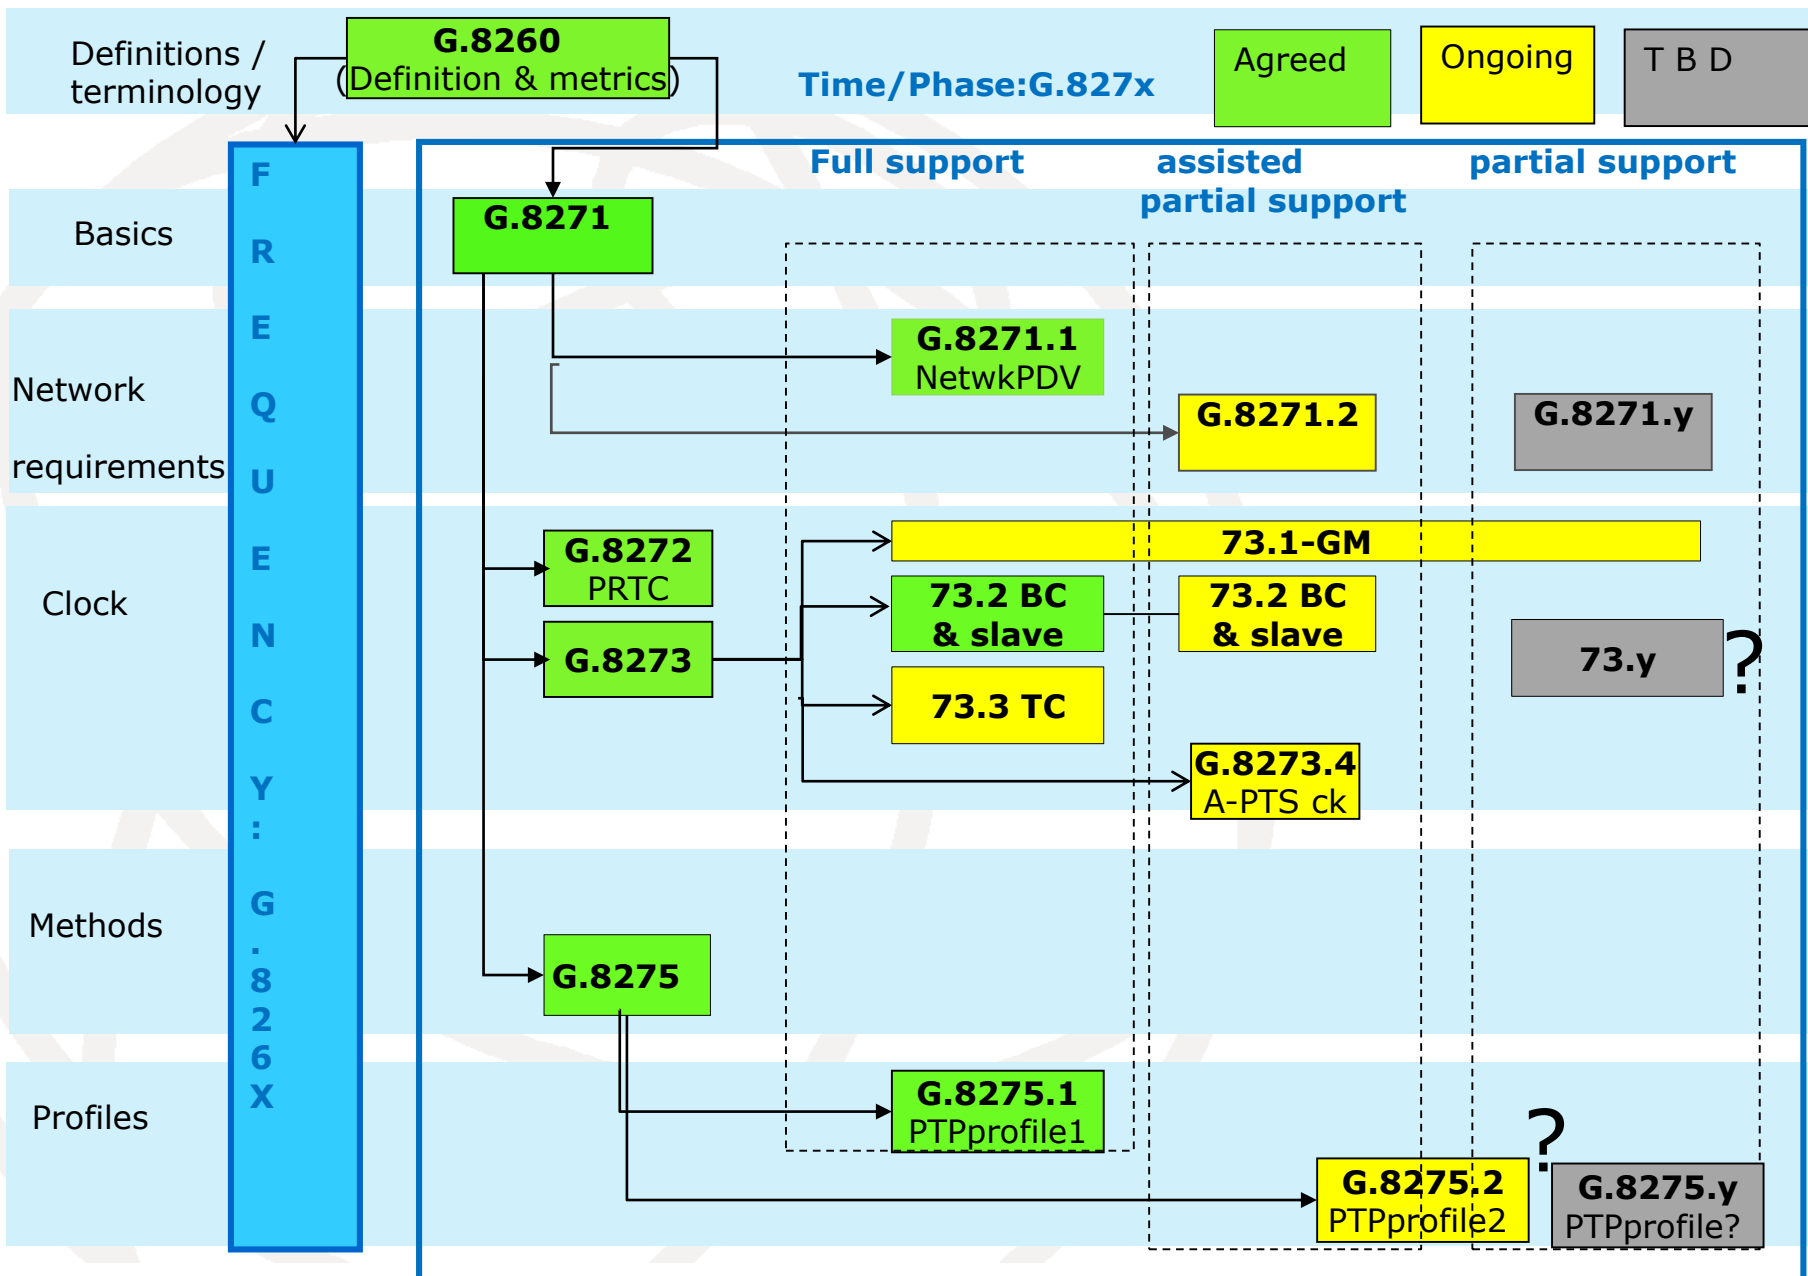 Definitions /
terminology
G.8260
(Definition & metrics)
Time/Phase:G.827x
Agreed
Ongoing
T B D
F
R
E
Q
U
E
N
C
Y
:
G
.
8
2
6
X
Full support
assisted
partial support
partial support
Basics
G.8271
Network
requirements
G.8271.1
NetwkPDV
G.8271.2
G.8271.y
Clock
G.8272
PRTC
G.8273
73.1-GM
73.2 BC
& slave
73.2 BC
& slave
73.y
?
73.3 TC
G.8273.4
A-PTS ck
Methods
G.8275
Profiles
G.8275.1
PTPprofile1
?
G.8275.2
PTPprofile2
G.8275.y
PTPprofile?